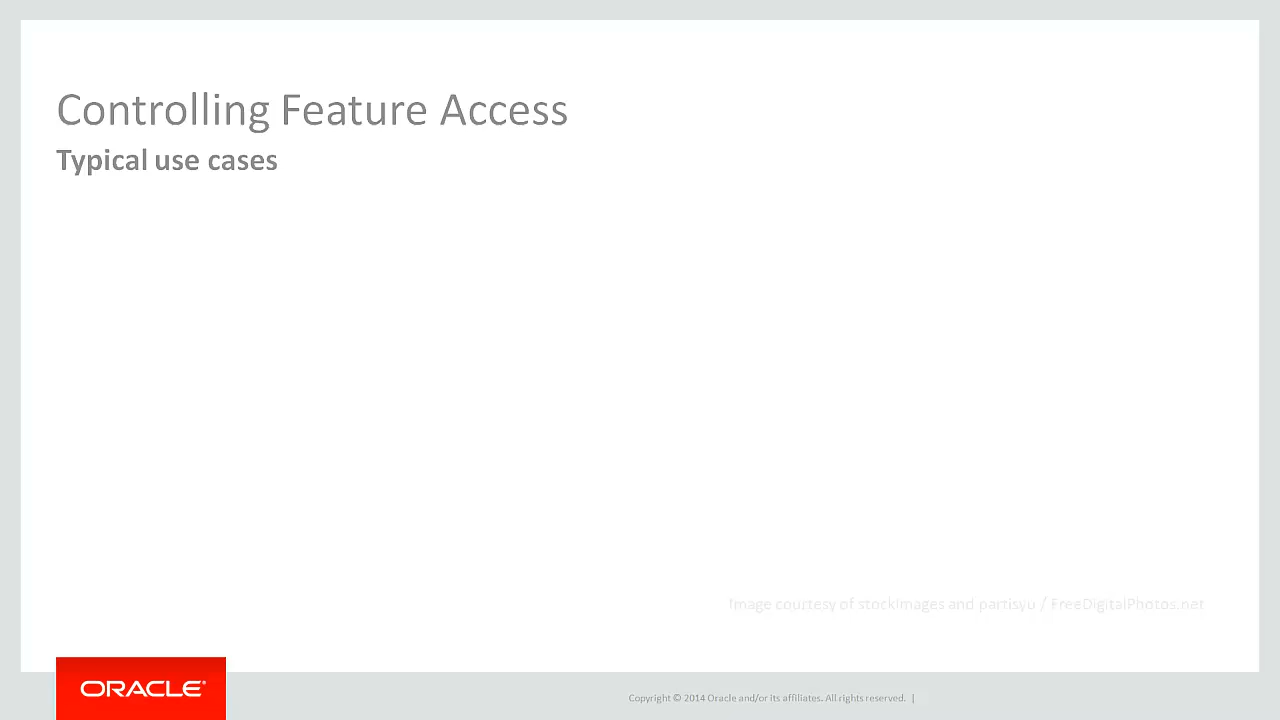 Controlling Feature Access
Typical use cases
Image courtesy of stockimages and partisyu / FreeDigitalPhotos.net
ORACLE®
Copyright © 2014 Oracle and/or its affiliates. All rights reserved. |